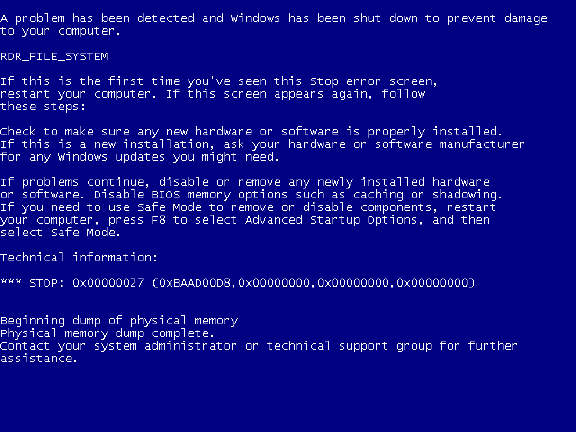 A problem has been detected and Windows has been shut down to prevent damage
to your computer.
RDR_FILE_SYSTEM
If this is the first time you've seen this Stop error screen,
restart your computer. If this screen appears again, follow
these steps:
Check to make sure any new hardware or software is properly installed.
If this is a new installation, ask your hardware or software manufacturer
for any Windows updates you might need.
If problems continue, disable or remove any newly installed hardware
or software. Disable BIOS memory options such as caching or shadowing.
If you need to use Safe Mode to remove or disable components, restart
your computer, press F8 to select Advanced Startup Options, and then
select Safe Mode.
Technical information:
*** STOP: 0x00000027 (0xBAAD00D8,0x00000000,0x00000000,0x00000000)
Beginning dump of physical memory
Physical memory dump complete.
Contact your system administrator or technical support group for further
assistance.